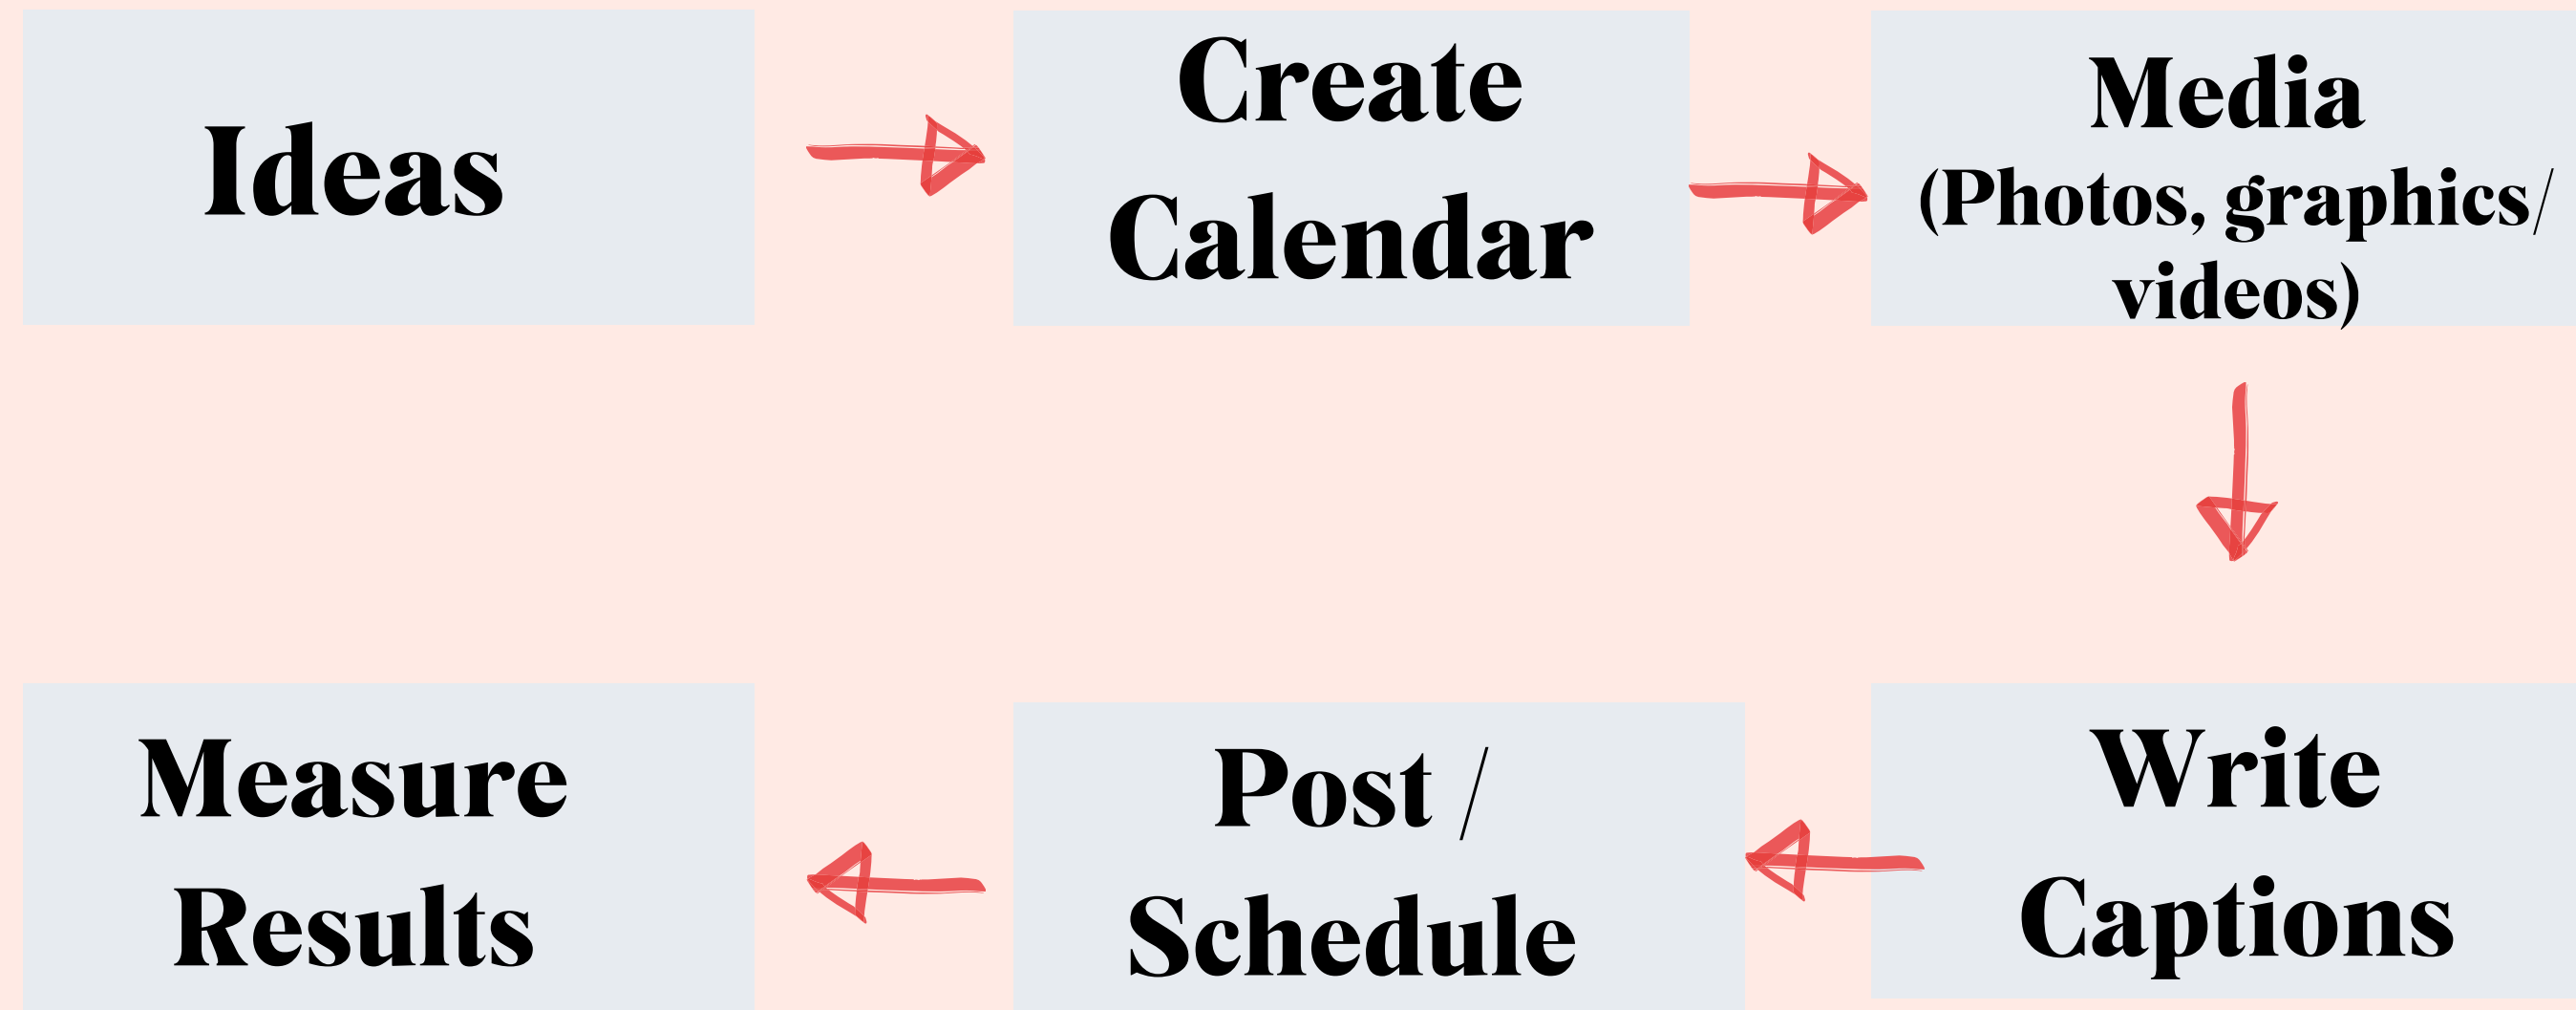 Ideas
Create
Calendar
Media
(Photos, graphics/
videos)
Write
Captions
Post /
Schedule
Measure
Results